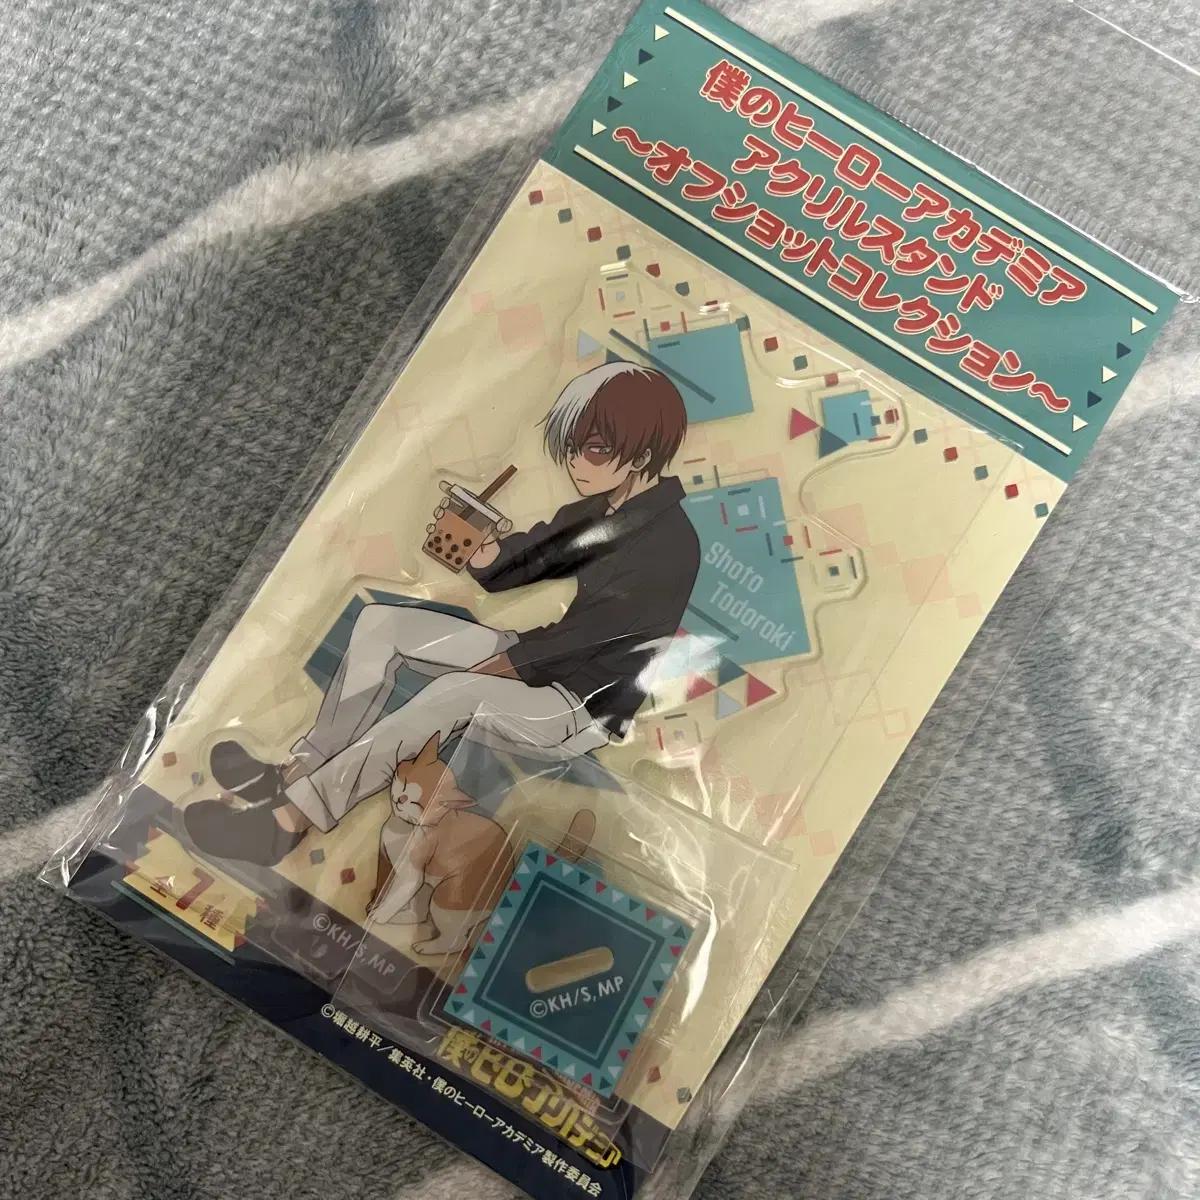 僕のヒーローアカデミア
アクリルスタンド
～オフショットコレクション～
Shoto
Todoroki
全7種
©KH/S,MP
©KH/S,MP
©堀越耕平／集英社・僕のヒーローアカデミア製作委員会
僕のヒーローアカデミア